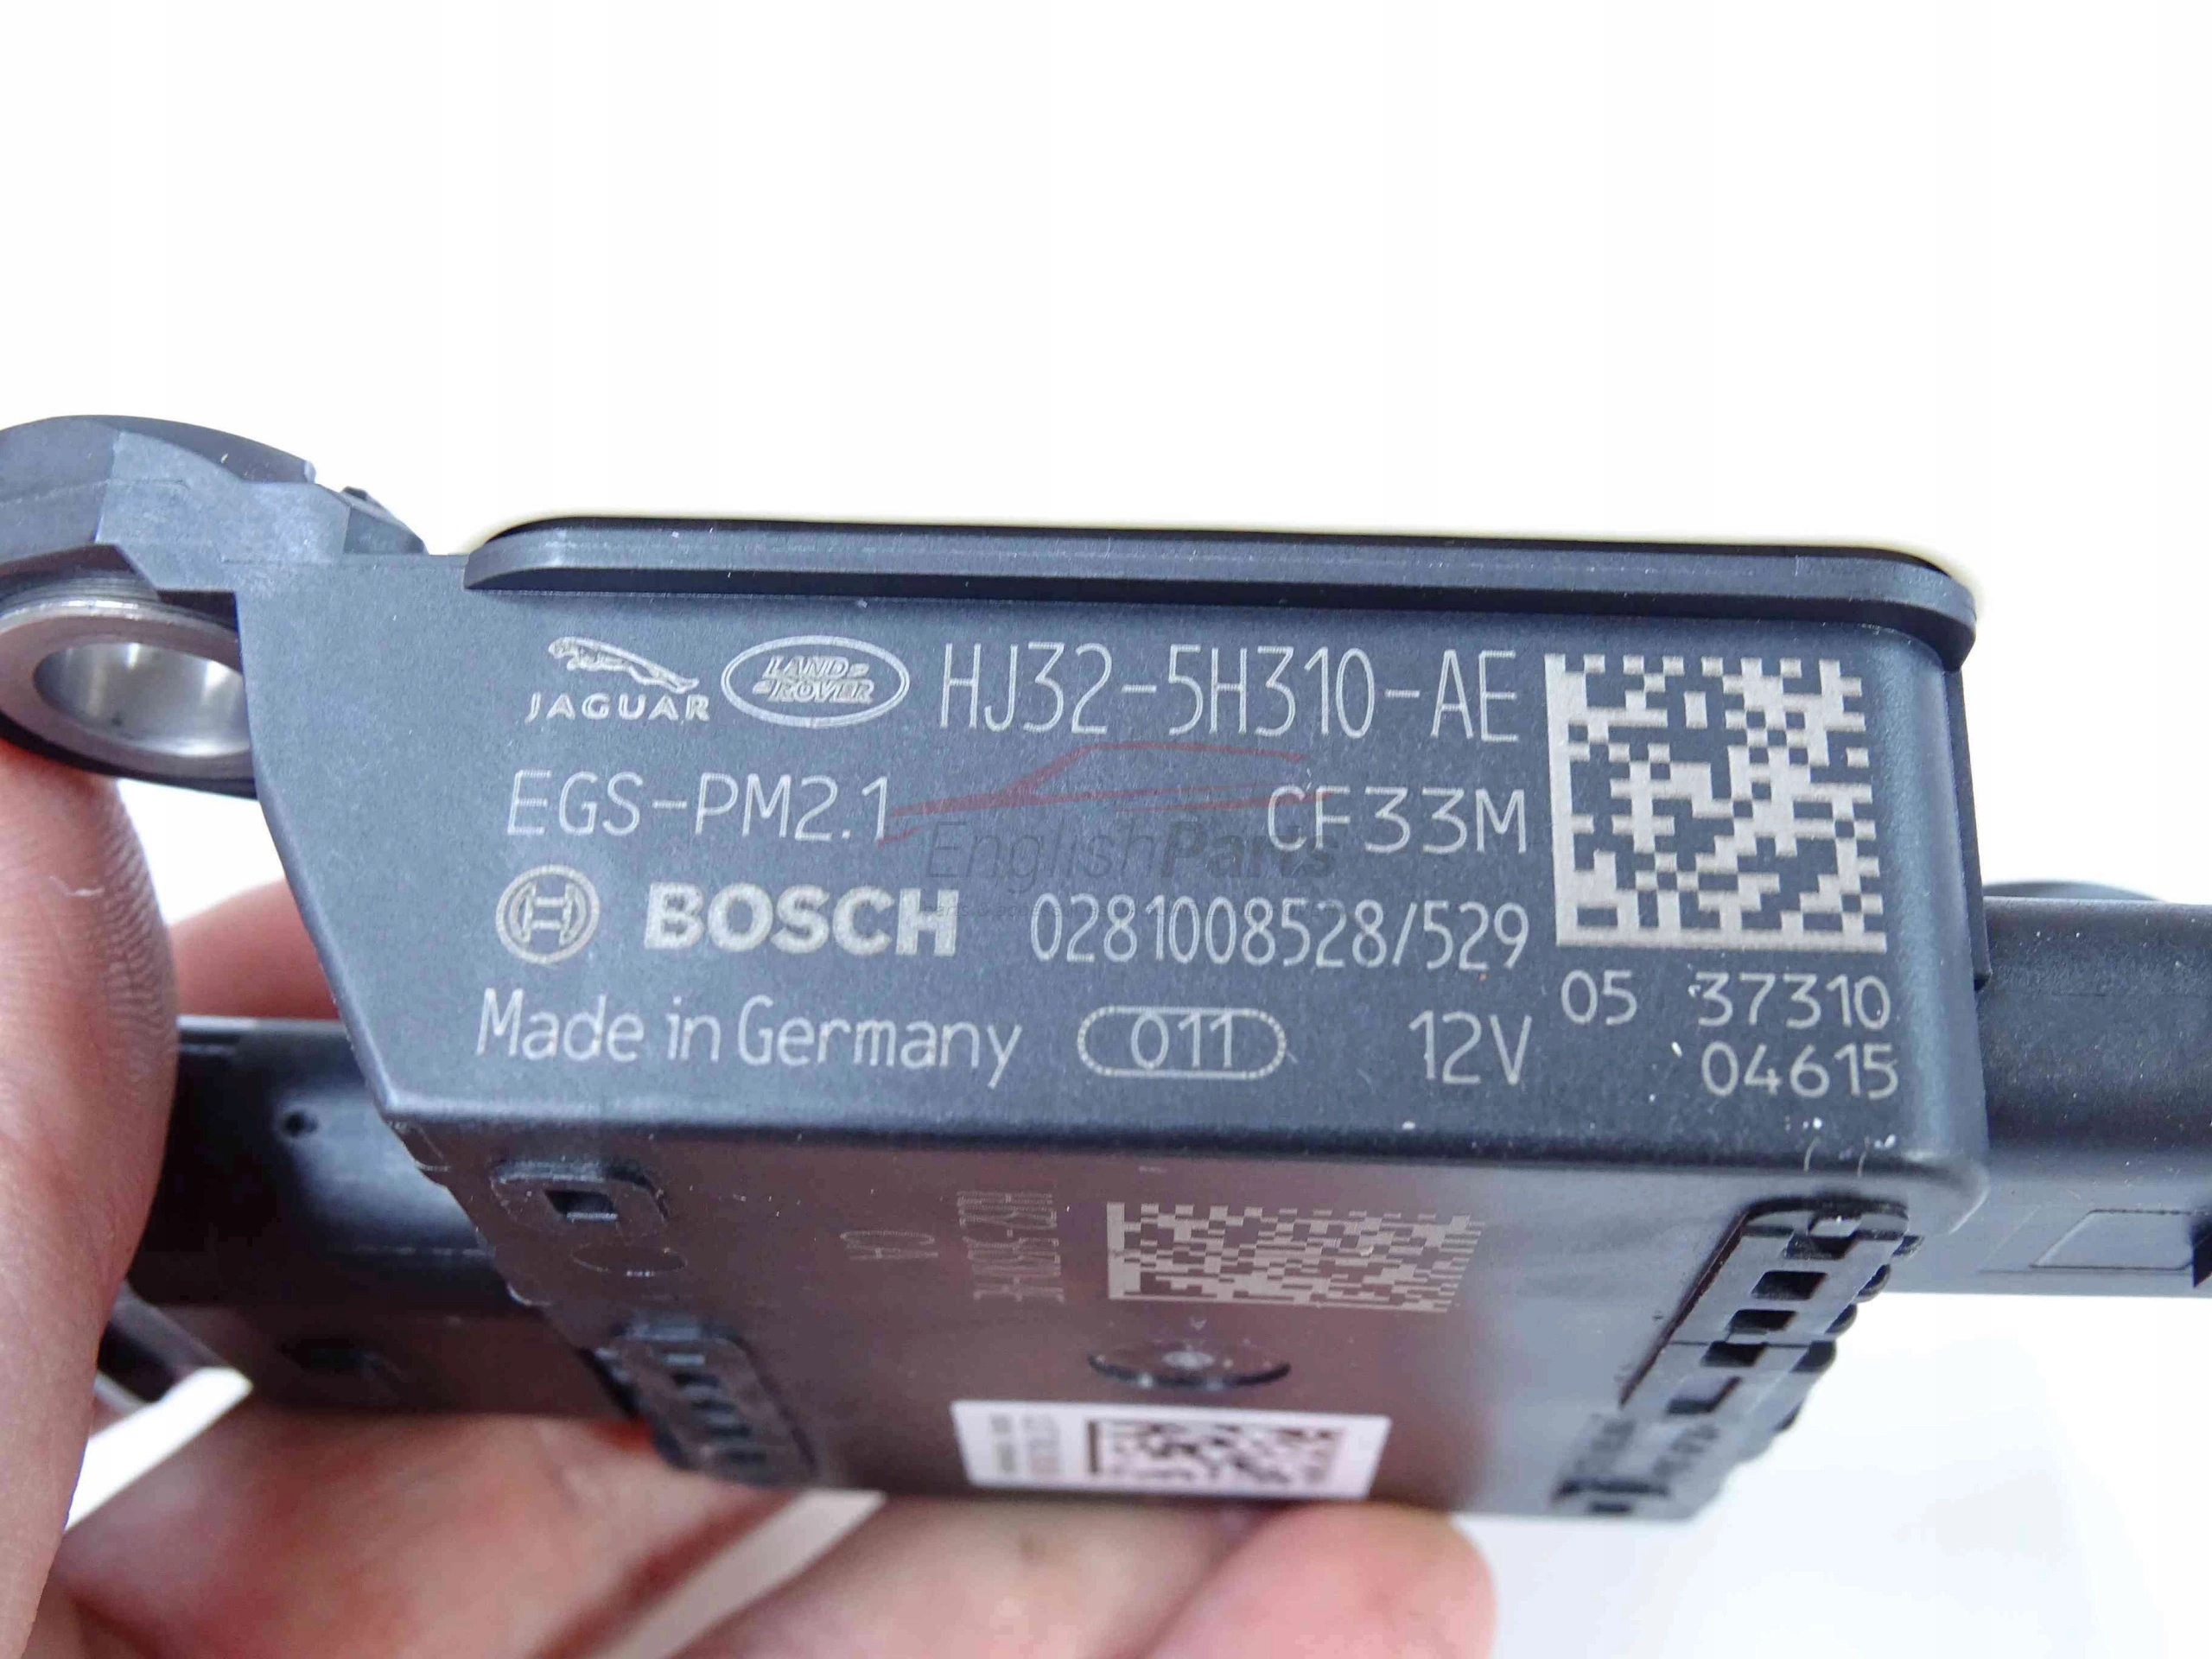 JAGUAR LAND ROVER HJ32-5H310-AE
EGS-PM2.1 CF33M
EnglishParts
BOSCH 0281008528/529
Made in Germany 011 12V
05 37310
04615
CA